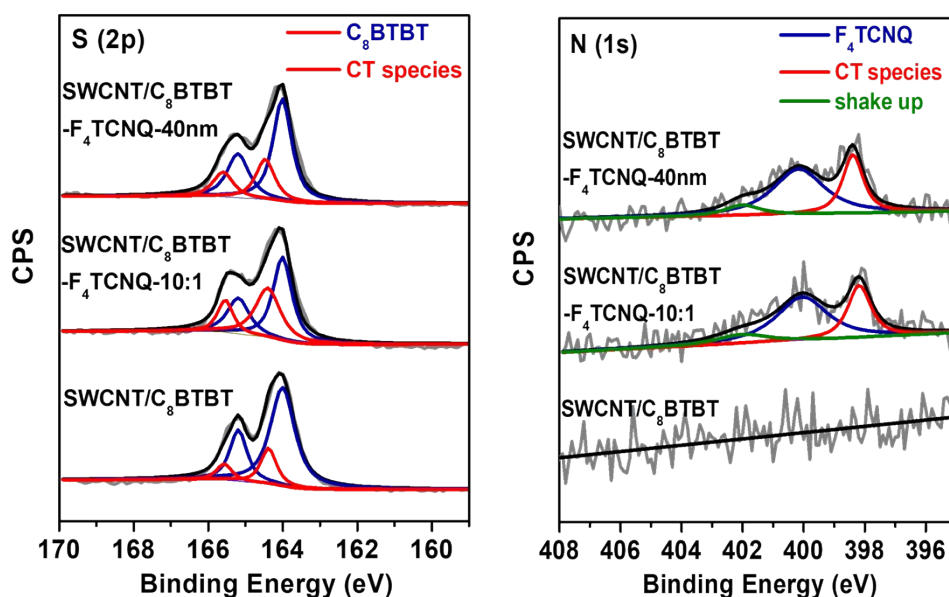 S (2p)
C₈BTBT
CT species
SWCNT/C₈BTBT
-F₄TCNQ-40nm
SWCNT/C₈BTBT
-F₄TCNQ-10:1
SWCNT/C₈BTBT
CPS
170 168 166 164 162 160
Binding Energy (eV)
N (1s)
F₄TCNQ
CT species
shake up
SWCNT/C₈BTBT
-F₄TCNQ-40nm
SWCNT/C₈BTBT
-F₄TCNQ-10:1
SWCNT/C₈BTBT
CPS
408 406 404 402 400 398 396
Binding Energy (eV)